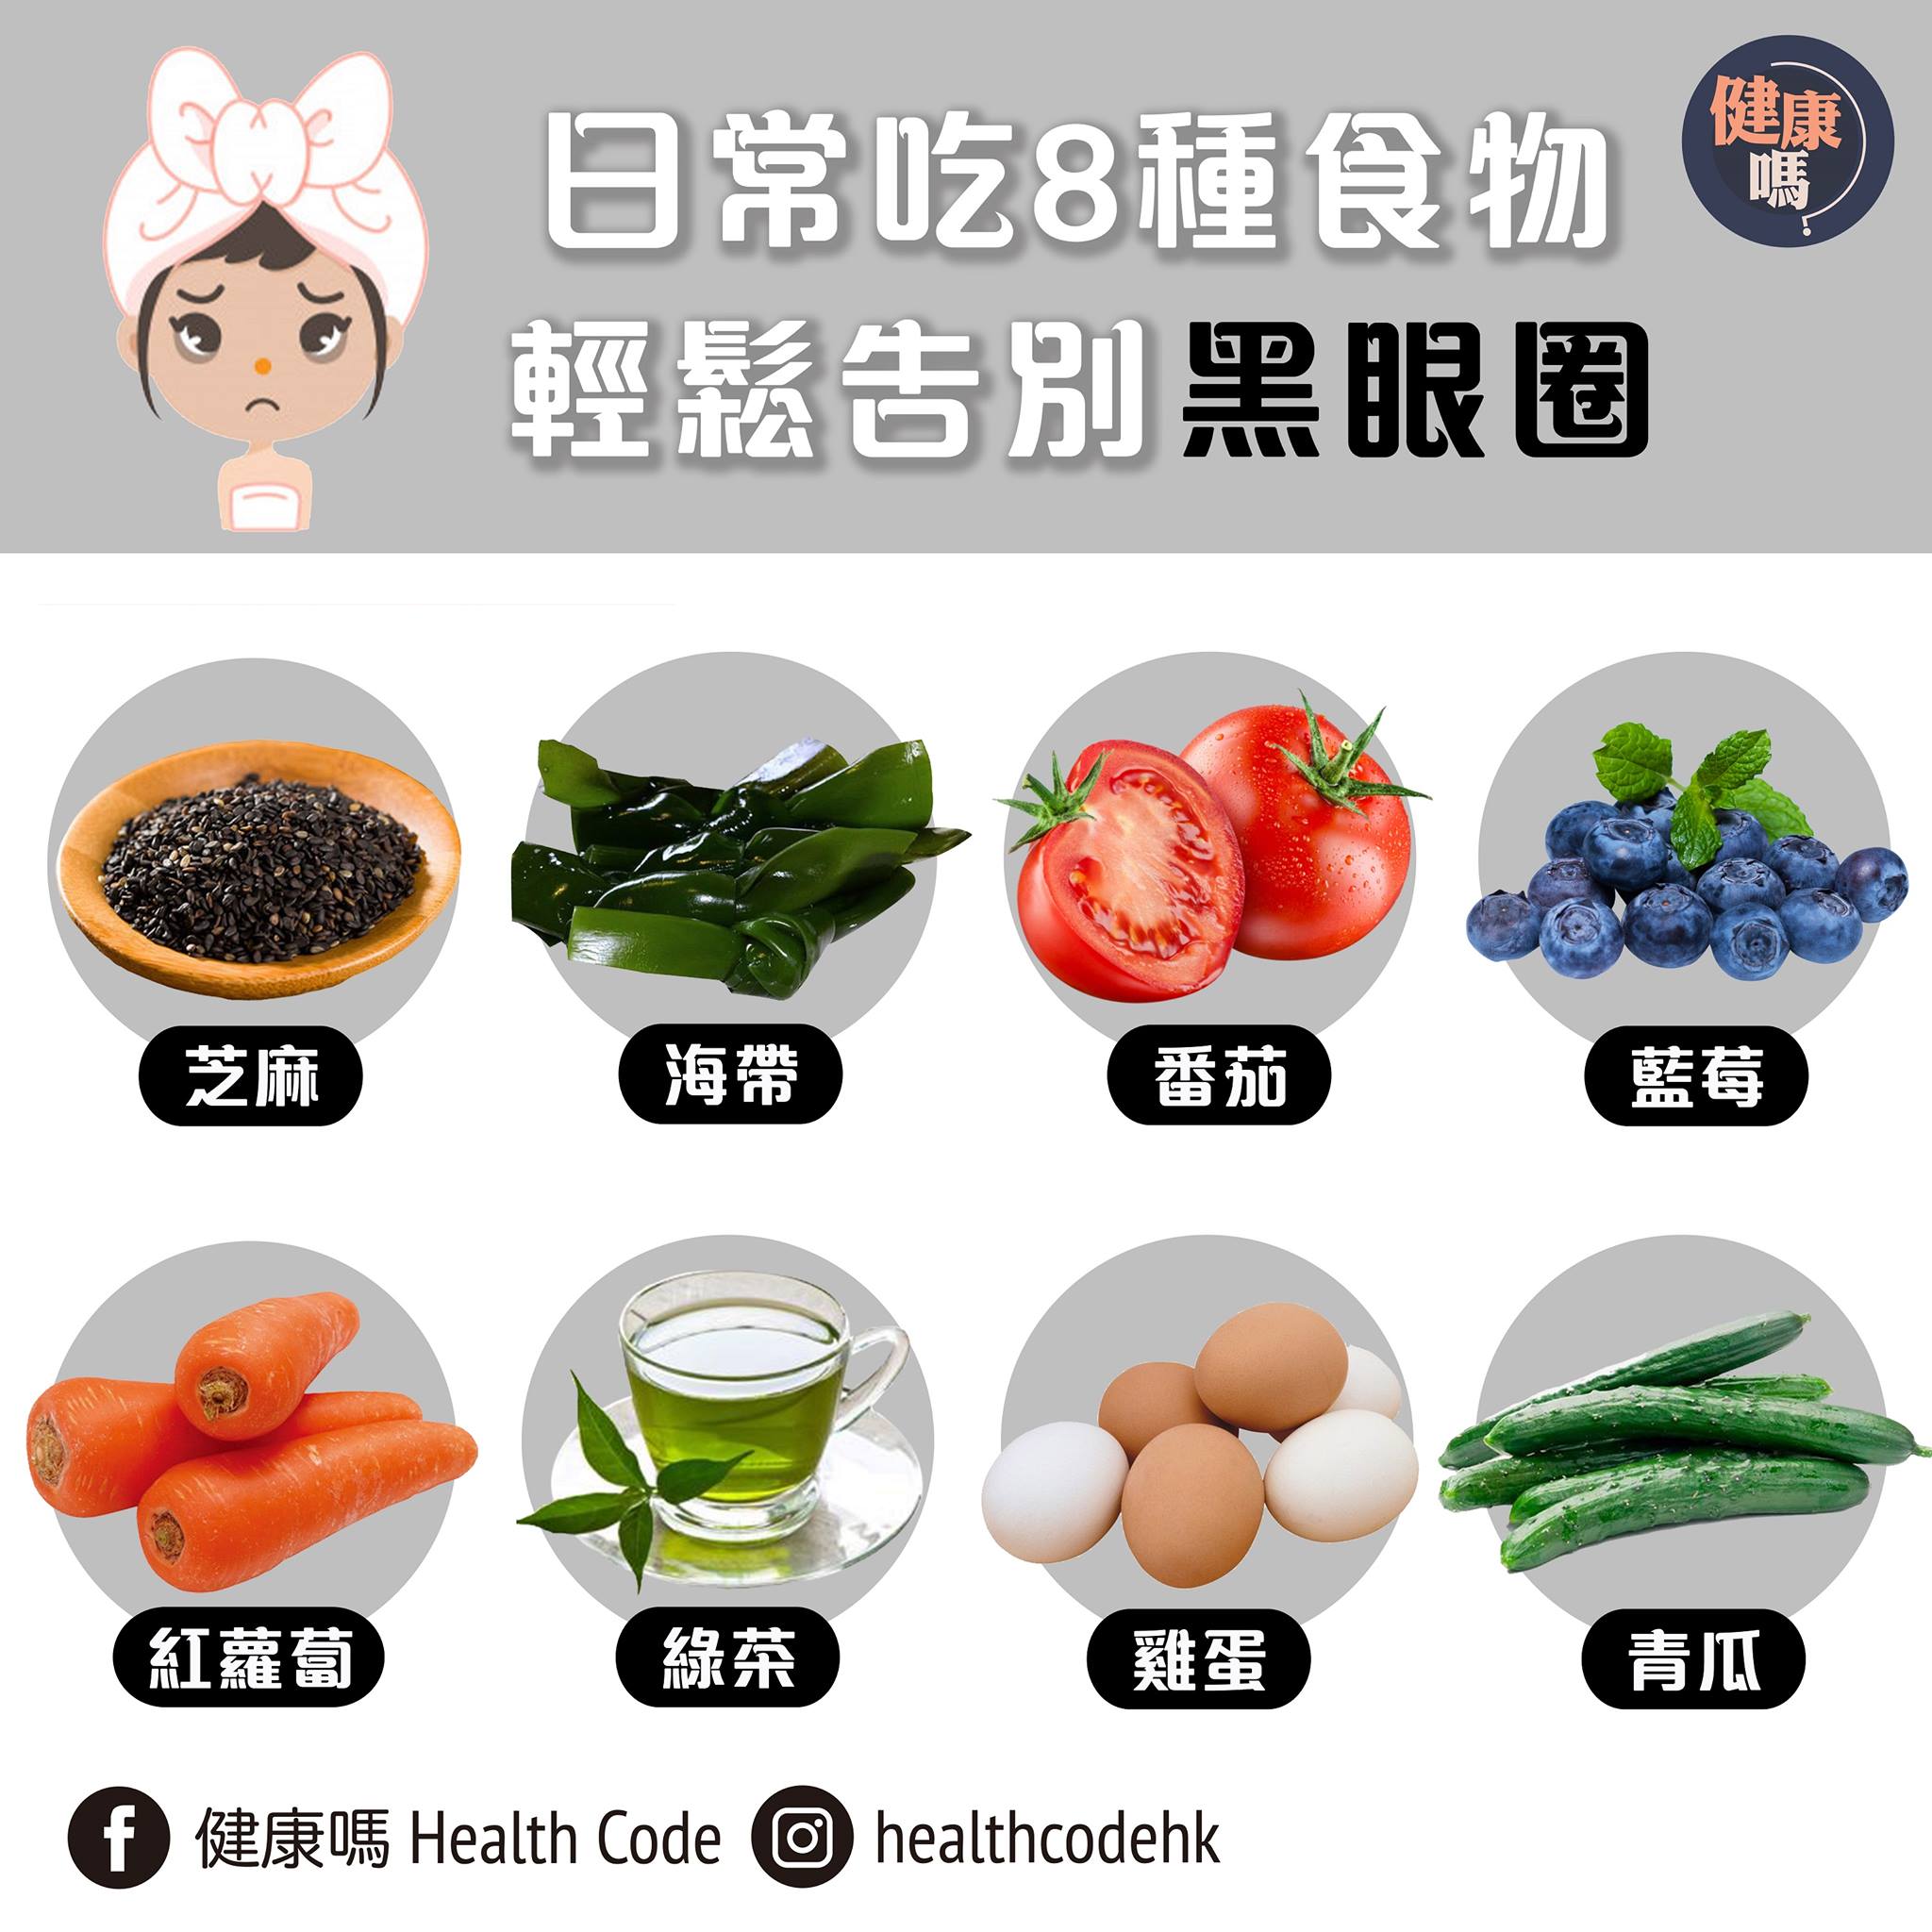 日常吃8種食物
輕鬆告別黑眼圈
健康
嗎?
芝麻
海帶
番茄
藍莓
紅蘿蔔
綠茶
雞蛋
青瓜
健康嗎 Health Code
healthcodehk